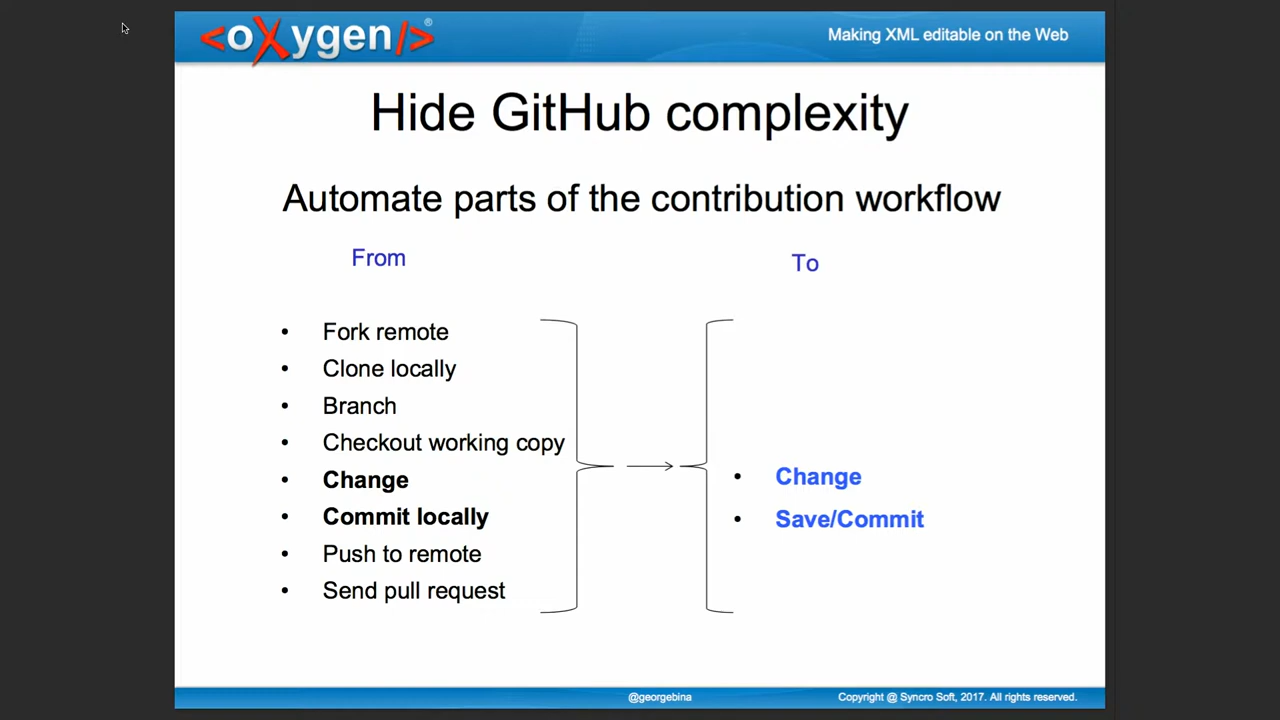 <oXygen/>®
Making XML editable on the Web
Hide GitHub complexity
Automate parts of the contribution workflow
From
To
• Fork remote
• Clone locally
• Branch
• Checkout working copy
• Change
• Commit locally
• Push to remote
• Send pull request
• Change
• Save/Commit
@georgebina
Copyright @ Syncro Soft, 2017. All rights reserved.